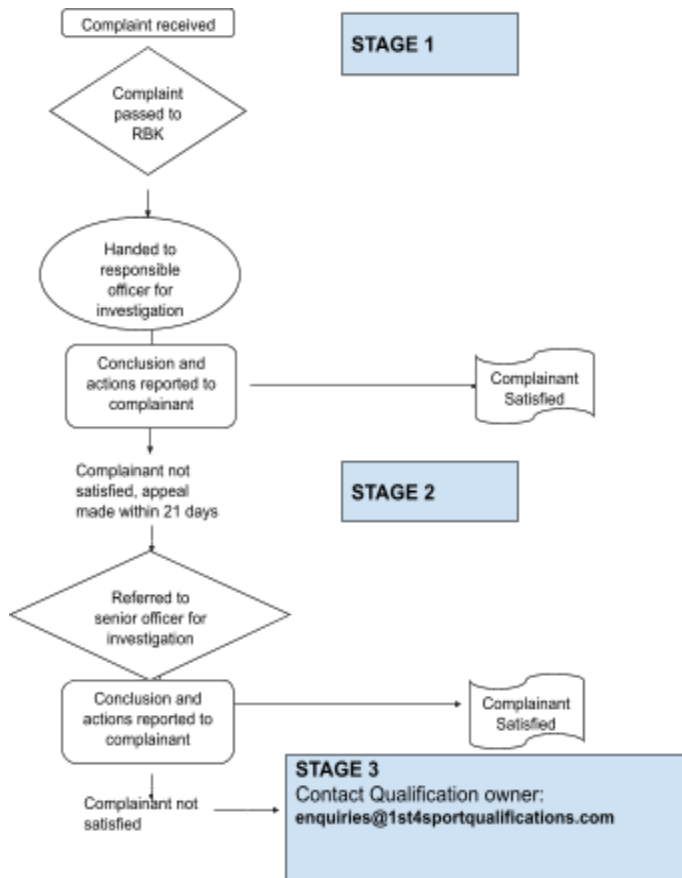 Complaint received
STAGE 1
Complaint
passed to
RBK
Handed to
responsible
officer for
investigation
Conclusion and
actions reported to
complainant
Complainant
Satisfied
Complainant not
satisfied, appeal
made within 21 days
STAGE 2
Referred to
senior officer for
investigation
Conclusion and
actions reported to
complainant
Complainant
Satisfied
Complainant not
satisfied
STAGE 3
Contact Qualification owner:
enquiries@1st4sportqualifications.com